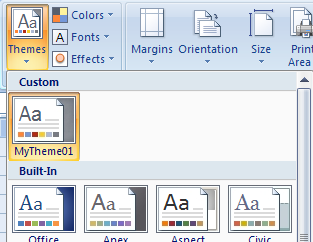 Colors
Themes
Fonts
Effects
Margins
Orientation
Size
Print
Area
Custom
Aa
MyTheme01
Built-In
Aa
Aa
Aa
Aa
Office
Apex
Aspect
Civic